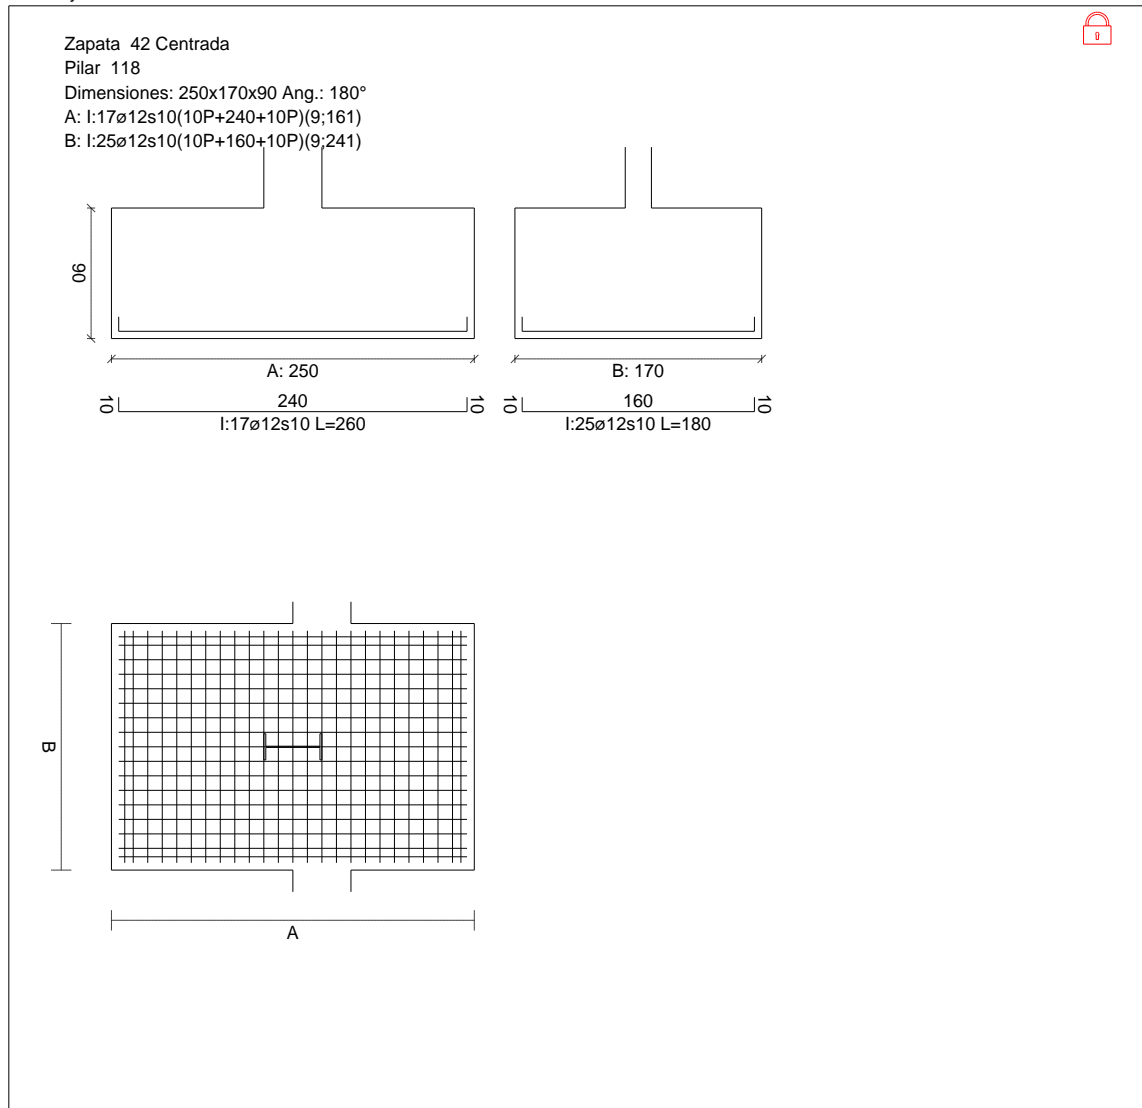 Zapata 42 Centrada
Pilar 118
Dimensiones: 250x170x90 Ang.: 180°
A: I:17ø12s10(10P+240+10P)(9;161)
B: I:25ø12s10(10P+160+10P)(9;241)
90
A: 250
B: 170
10
240
10
10
160
10
I:17ø12s10 L=260
I:25ø12s10 L=180
B
A